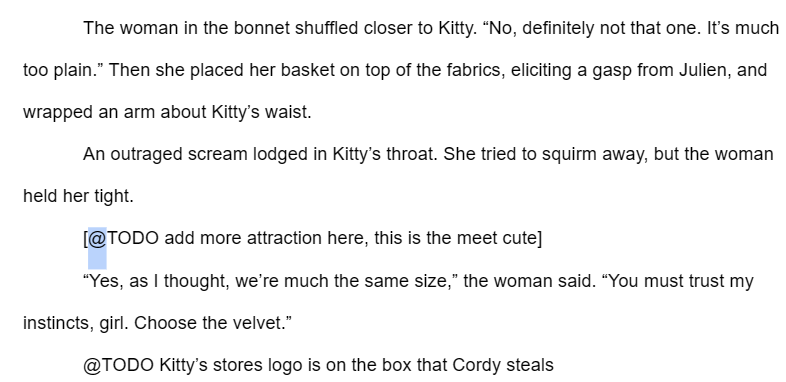 The woman in the bonnet shuffled closer to Kitty. “No, definitely not that one. It’s much
too plain.” Then she placed her basket on top of the fabrics, eliciting a gasp from Julien, and
wrapped an arm about Kitty’s waist.
An outraged scream lodged in Kitty’s throat. She tried to squirm away, but the woman
held her tight.
[@TODO add more attraction here, this is the meet cute]
“Yes, as I thought, we’re much the same size,” the woman said. “You must trust my
instincts, girl. Choose the velvet.”
@TODO Kitty’s stores logo is on the box that Cordy steals